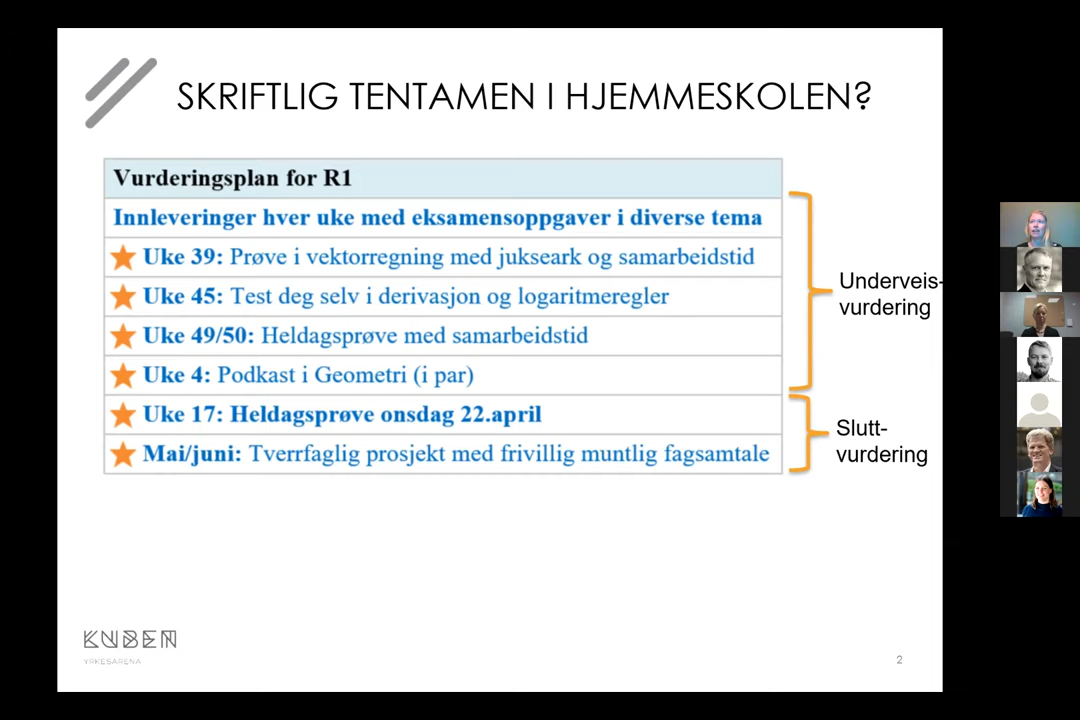 SKRIFTLIG TENTAMEN I HJEMMESKOLEN?
Vurderingsplan for R1
Innleveringer hver uke med eksamensoppgaver i diverse tema
Uke 39: Prøve i vektorregning med jukseark og samarbeidstid
Uke 45: Test deg selv i derivasjon og logaritmeregler
Uke 49/50: Heldagsprøve med samarbeidstid
Uke 4: Podkast i Geometri (i par)
Uke 17: Heldagsprøve onsdag 22.april
Mai/juni: Tverrfaglig prosjekt med frivillig muntlig fagsamtale
Underveis-
vurdering
Slutt-
vurdering
KUBEN
YRKESARENA
2